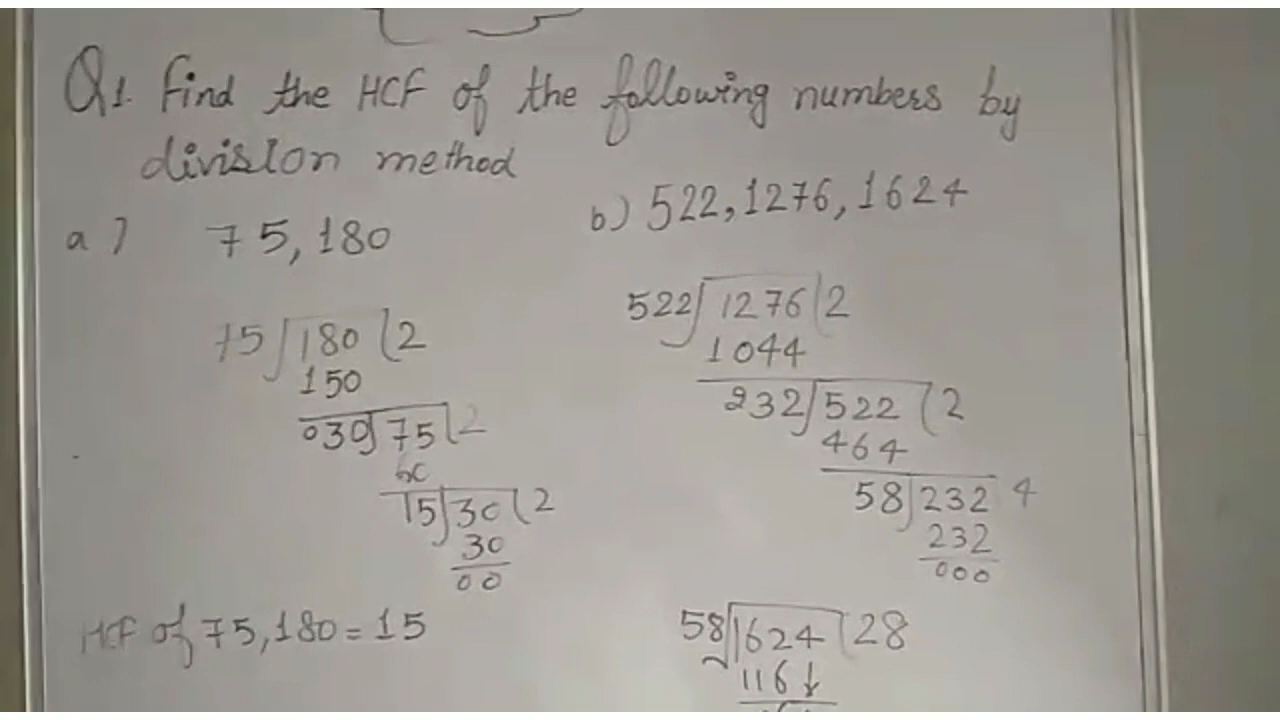 Q1. Find the HCF of the following numbers by
division method
a) 75, 180
75 180 2
150
030 75 2
60
15 30 2
30
00
HCF of 75, 180 = 15
b) 522, 1276, 1624
522 1276 2
1044
232 522 2
464
58 232 4
232
000
58 1624 28
116↓